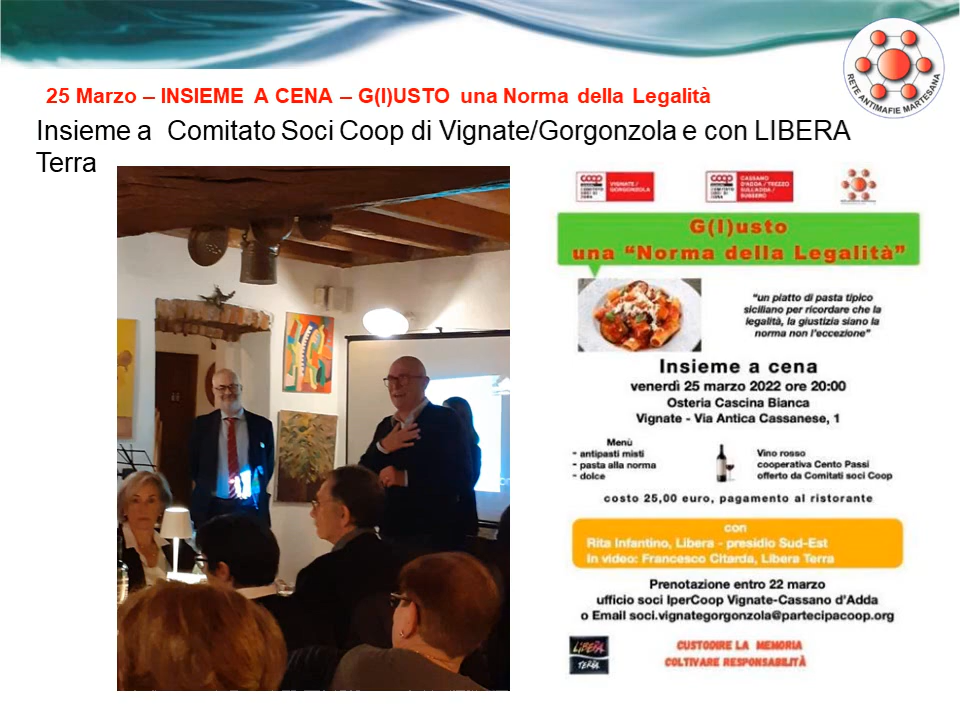 RETE ANTIMAFIE MARTESANA
25 Marzo – INSIEME A CENA – G(I)USTO una Norma della Legalità
Insieme a Comitato Soci Coop di Vignate/Gorgonzola e con LIBERA
Terra
coop
VIGNATE/
GORGONZOLA
coop
CASSANO
D'ADDA/TREZZO
SULL'ADDA/
BUSSERO
G(I)usto
una “Norma della Legalità”
“un piatto di pasta tipico
siciliano per ricordare che la
legalità, la giustizia siano la
norma non l'eccezione”
Insieme a cena
venerdì 25 marzo 2022 ore 20:00
Osteria Cascina Bianca
Vignate - Via Antica Cassanese, 1
Menù
- antipasti misti
- pasta alla norma
- dolce
Vino rosso
cooperativa Cento Passi
offerto da Comitati soci Coop
costo 25,00 euro, pagamento al ristorante
con
Rita Infantino, Libera - presidio Sud-Est
In video: Francesco Citarda, Libera Terra
Prenotazione entro 22 marzo
ufficio soci IperCoop Vignate-Cassano d'Adda
o Email soci.vignategorgonzola@partecipacoop.org
LIBERA
TERRA
CUSTODIRE LA MEMORIA
COLTIVARE RESPONSABILITÀ